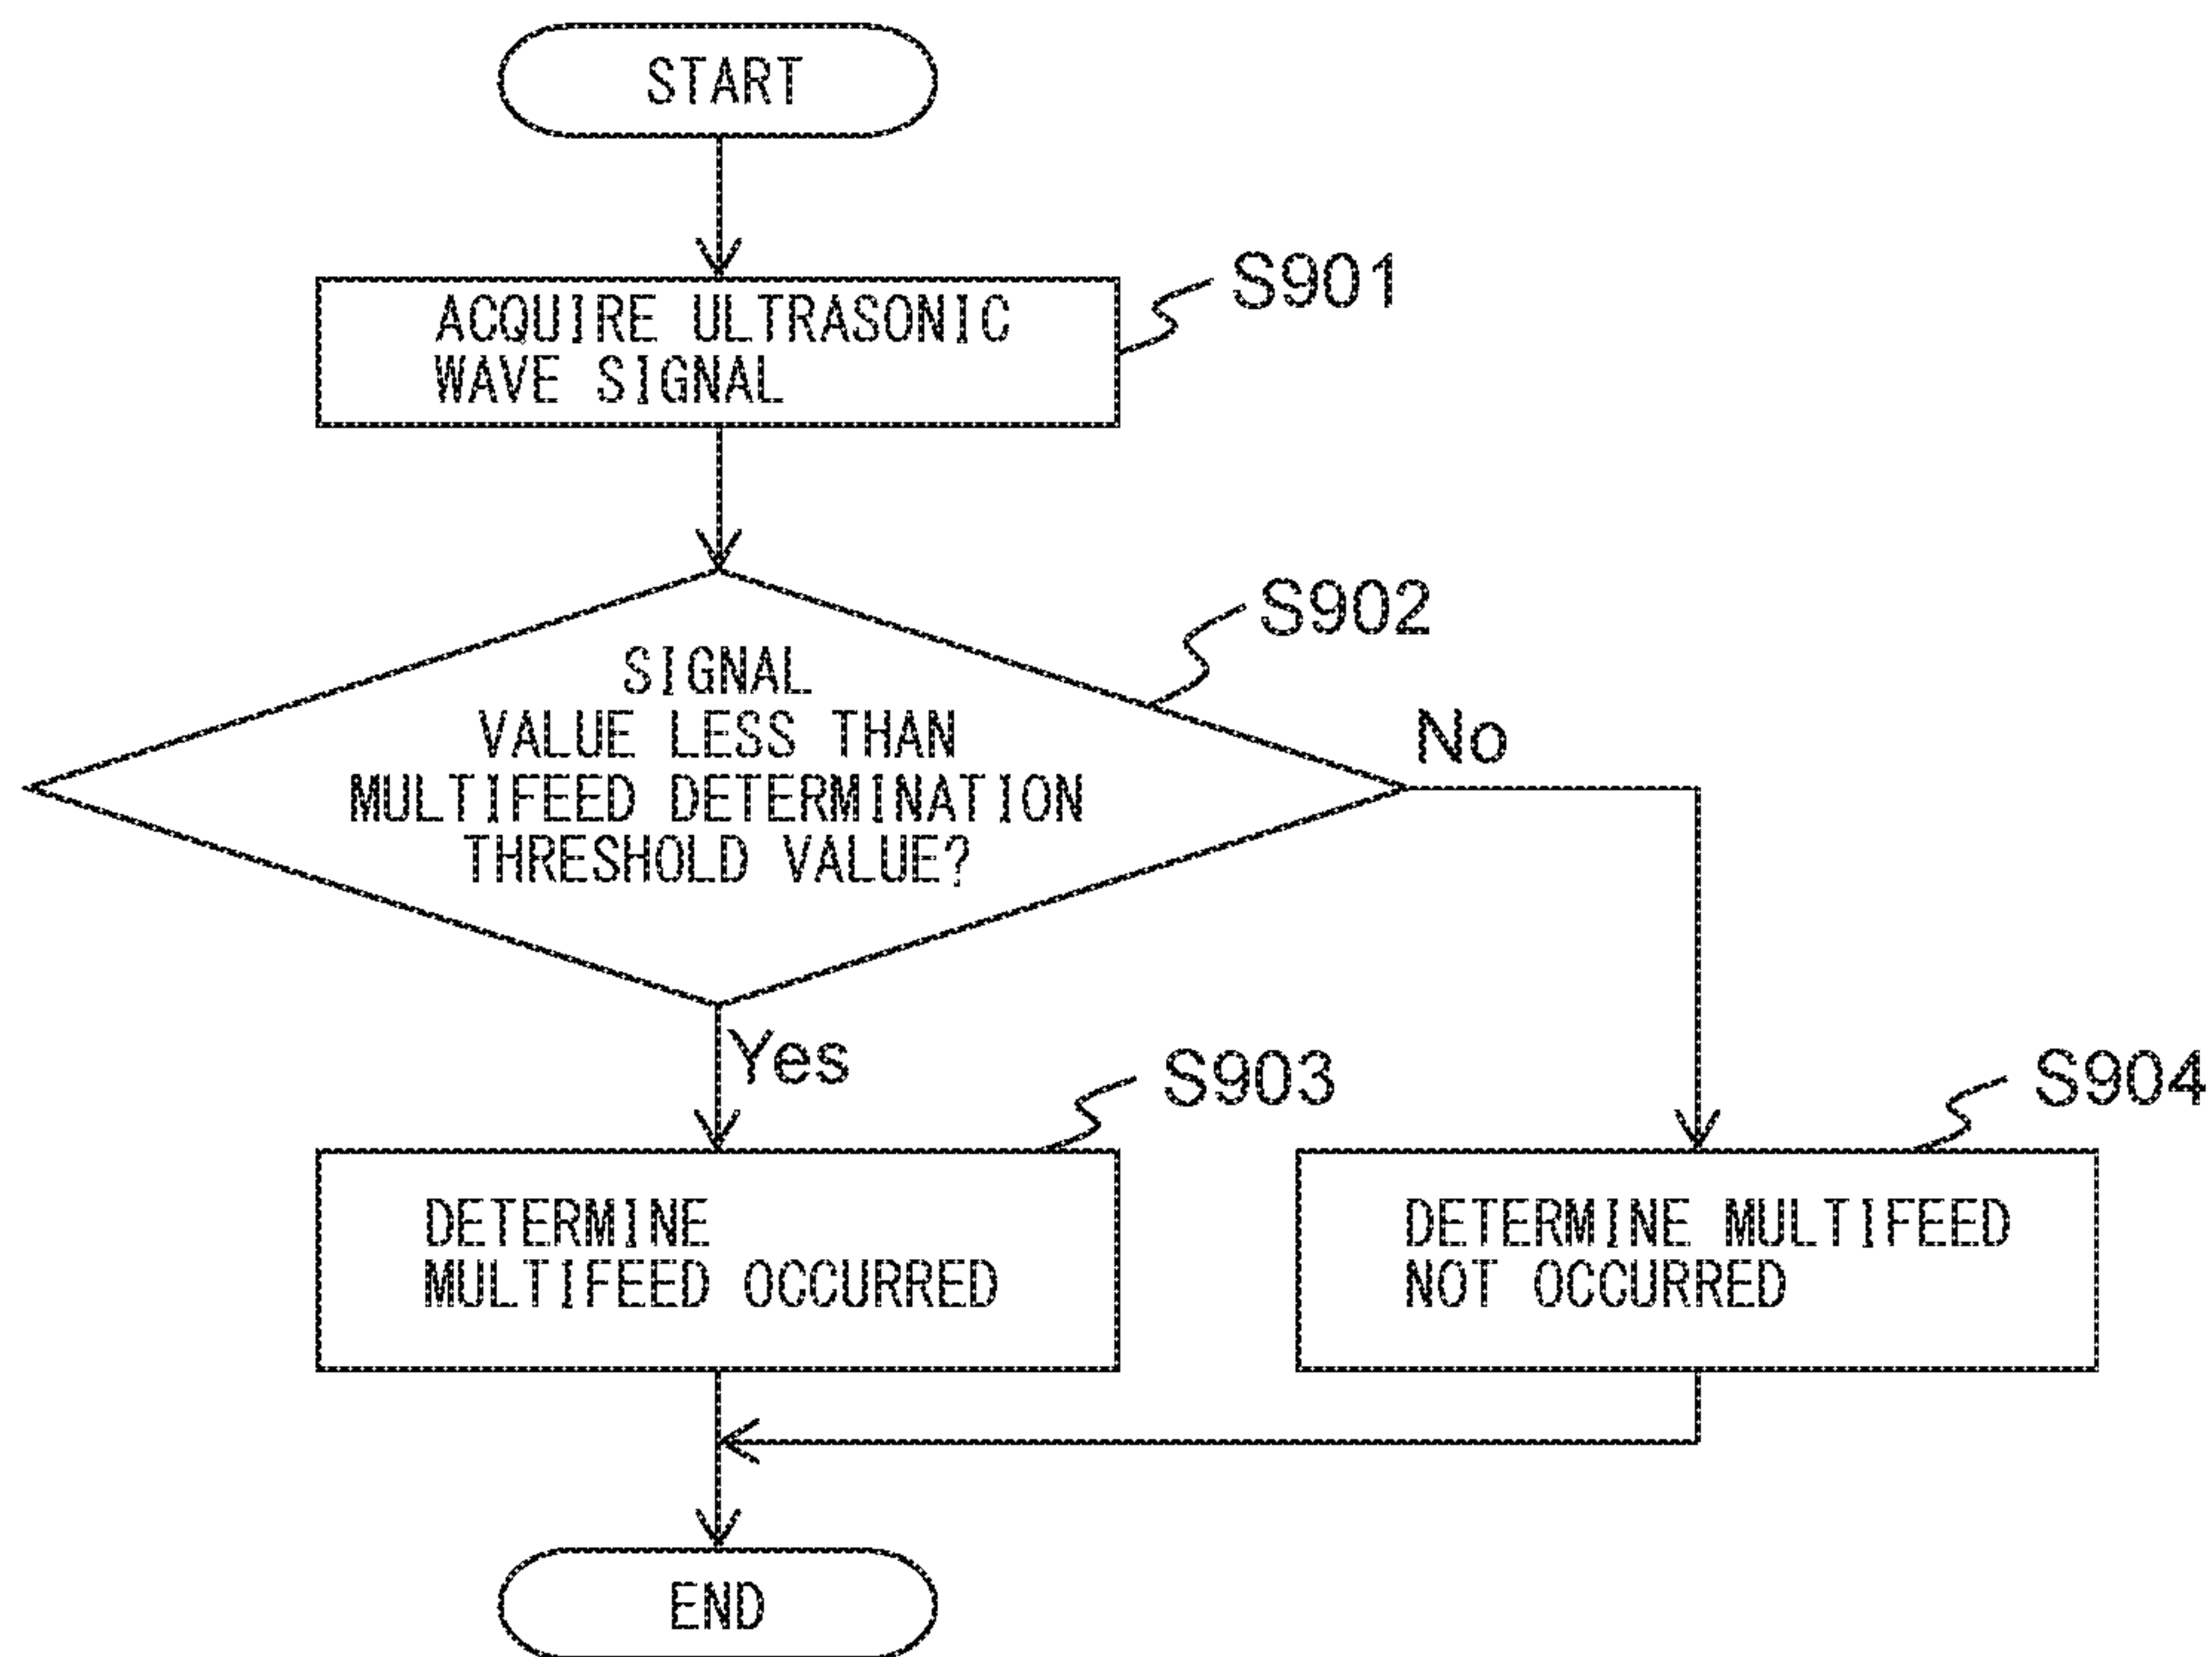 START
ACQUIRE ULTRASONIC
WAVE SIGNAL
S901
SIGNAL
VALUE LESS THAN
MULTIFEED DETERMINATION
THRESHOLD VALUE?
S902
No
Yes
S903
DETERMINE
MULTIFEED OCCURRED
S904
DETERMINE MULTIFEED
NOT OCCURRED
END